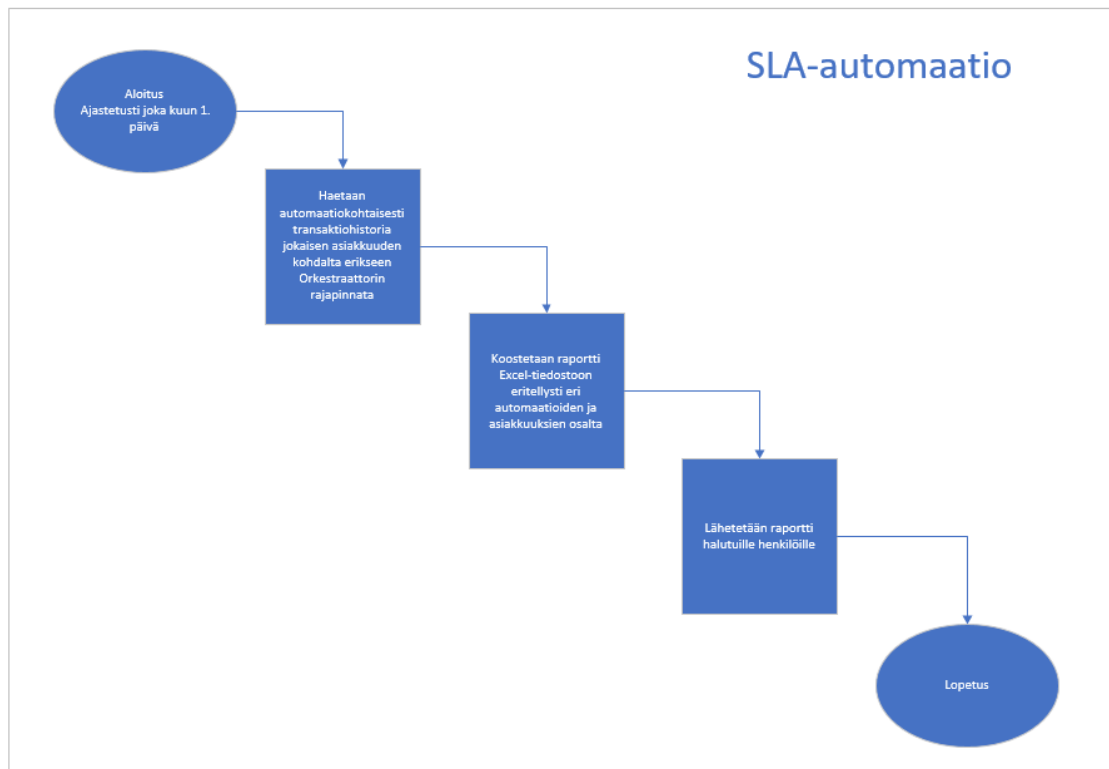 SLA-automaatio
Aloitus
Ajastetusti joka kuun 1.
päivä
Haetaan
automaatiokohtaisesti
transaktiohistoria
jokaisen asiakkuuden
kohdalta erikseen
Orkestraattorin
rajapinnata
Koostetaan raportti
Excel-tiedostoon
eritellysti eri
automaatioiden ja
asiakkuuksien osalta
Lähetetään raportti
halutuille henkilöille
Lopetus